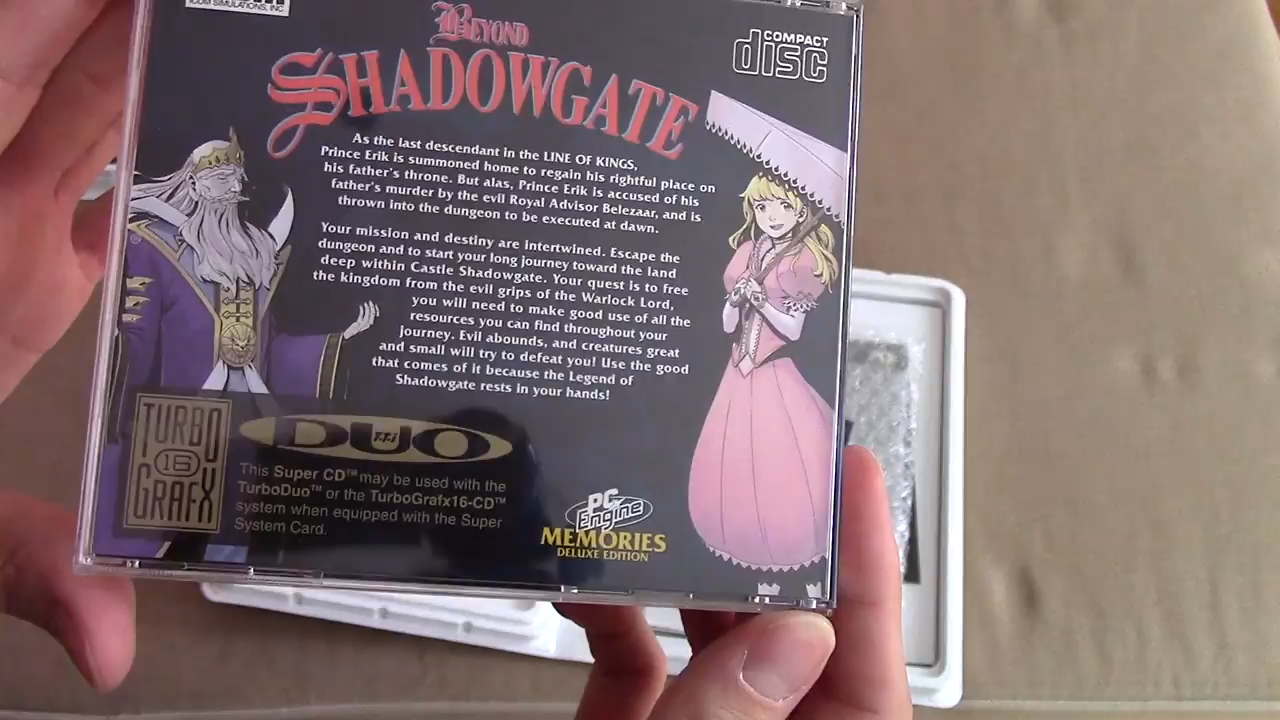 ICOM SIMULATIONS, INC
BEYOND
SHADOWGATE
COMPACT
disc
As the last descendant in the LINE OF KINGS,
Prince Erik is summoned home to regain his rightful place on
his father's throne. But alas, Prince Erik is accused of his
father's murder by the evil Royal Advisor Belezaar, and is
thrown into the dungeon to be executed at dawn.
Your mission and destiny are intertwined. Escape the
dungeon and to start your long journey toward the land
deep within Castle Shadowgate. Your quest is to free
the kingdom from the evil grips of the Warlock Lord,
you will need to make good use of all the
resources you can find throughout your
journey. Evil abounds, and creatures great
and small will try to defeat you! Use the good
that comes of it because the Legend of
Shadowgate rests in your hands!
TURBO
16
GRAFX
DUO
TTi
This Super CD™ may be used with the
TurboDuo™ or the TurboGrafx16-CD™
system when equipped with the Super
System Card.
PC
Engine
MEMORIES
DELUXE EDITION